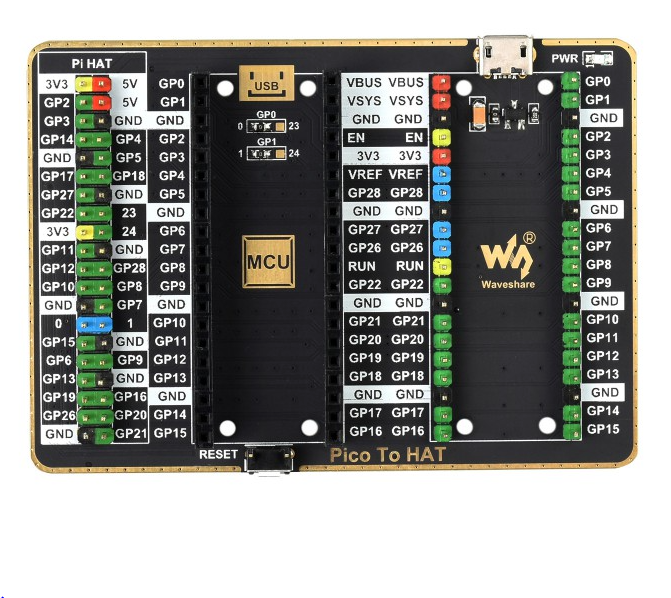 Pi HAT
3V3 5V
GP2 5V
GP3 GND
GP14 GP4
GND GP5
GP17 GP18
GP27 GND
GP22 23
3V3 24
GP11 GND
GP12 GP28
GP10 GP8
GND GP7
0 1
GP15 GND
GP6 GP9
GP13 GND
GP19 GP16
GP26 GP20
GND GP21
GP0
GP1
GND
GP2
GP3
GP4
GP5
GND
GP6
GP7
GP8
GP9
GND
GP10
GP11
GP12
GP13
GND
GP14
GP15
USB
GP0
0 23
GP1
1 24
MCU
RESET
VBUS VBUS
VSYS VSYS
GND GND
EN EN
3V3 3V3
VREF VREF
GP28 GP28
GND GND
GP27 GP27
GP26 GP26
RUN RUN
GP22 GP22
GND GND
GP21 GP21
GP20 GP20
GP19 GP19
GP18 GP18
GND GND
GP17 GP17
GP16 GP16
Pico To HAT
®
Waveshare
PWR
GP0
GP1
GND
GP2
GP3
GP4
GP5
GND
GP6
GP7
GP8
GP9
GND
GP10
GP11
GP12
GP13
GND
GP14
GP15